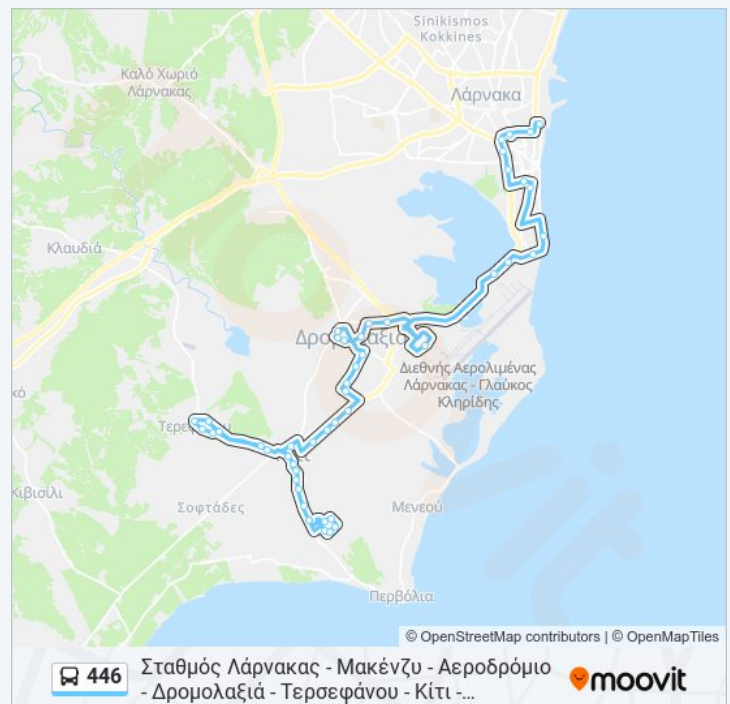 Sinikismos
Kokkines
Καλό Χωριό
Λάρνακας
Λάρνακα
Κλαυδιά
Δρομολαξιά
Διεθνής Αερολιμένας
Λάρνακας - Γλαύκος
Κληρίδης
Κιβισίλι
Σοφτάδες
Μενεού
Περβόλια
© OpenStreetMap contributors | © OpenMapTiles
446
Σταθμός Λάρνακας - Μακένζυ - Αεροδρόμιο
- Δρομολαξιά - Τερσεφάνου - Κίτι -...
moovit